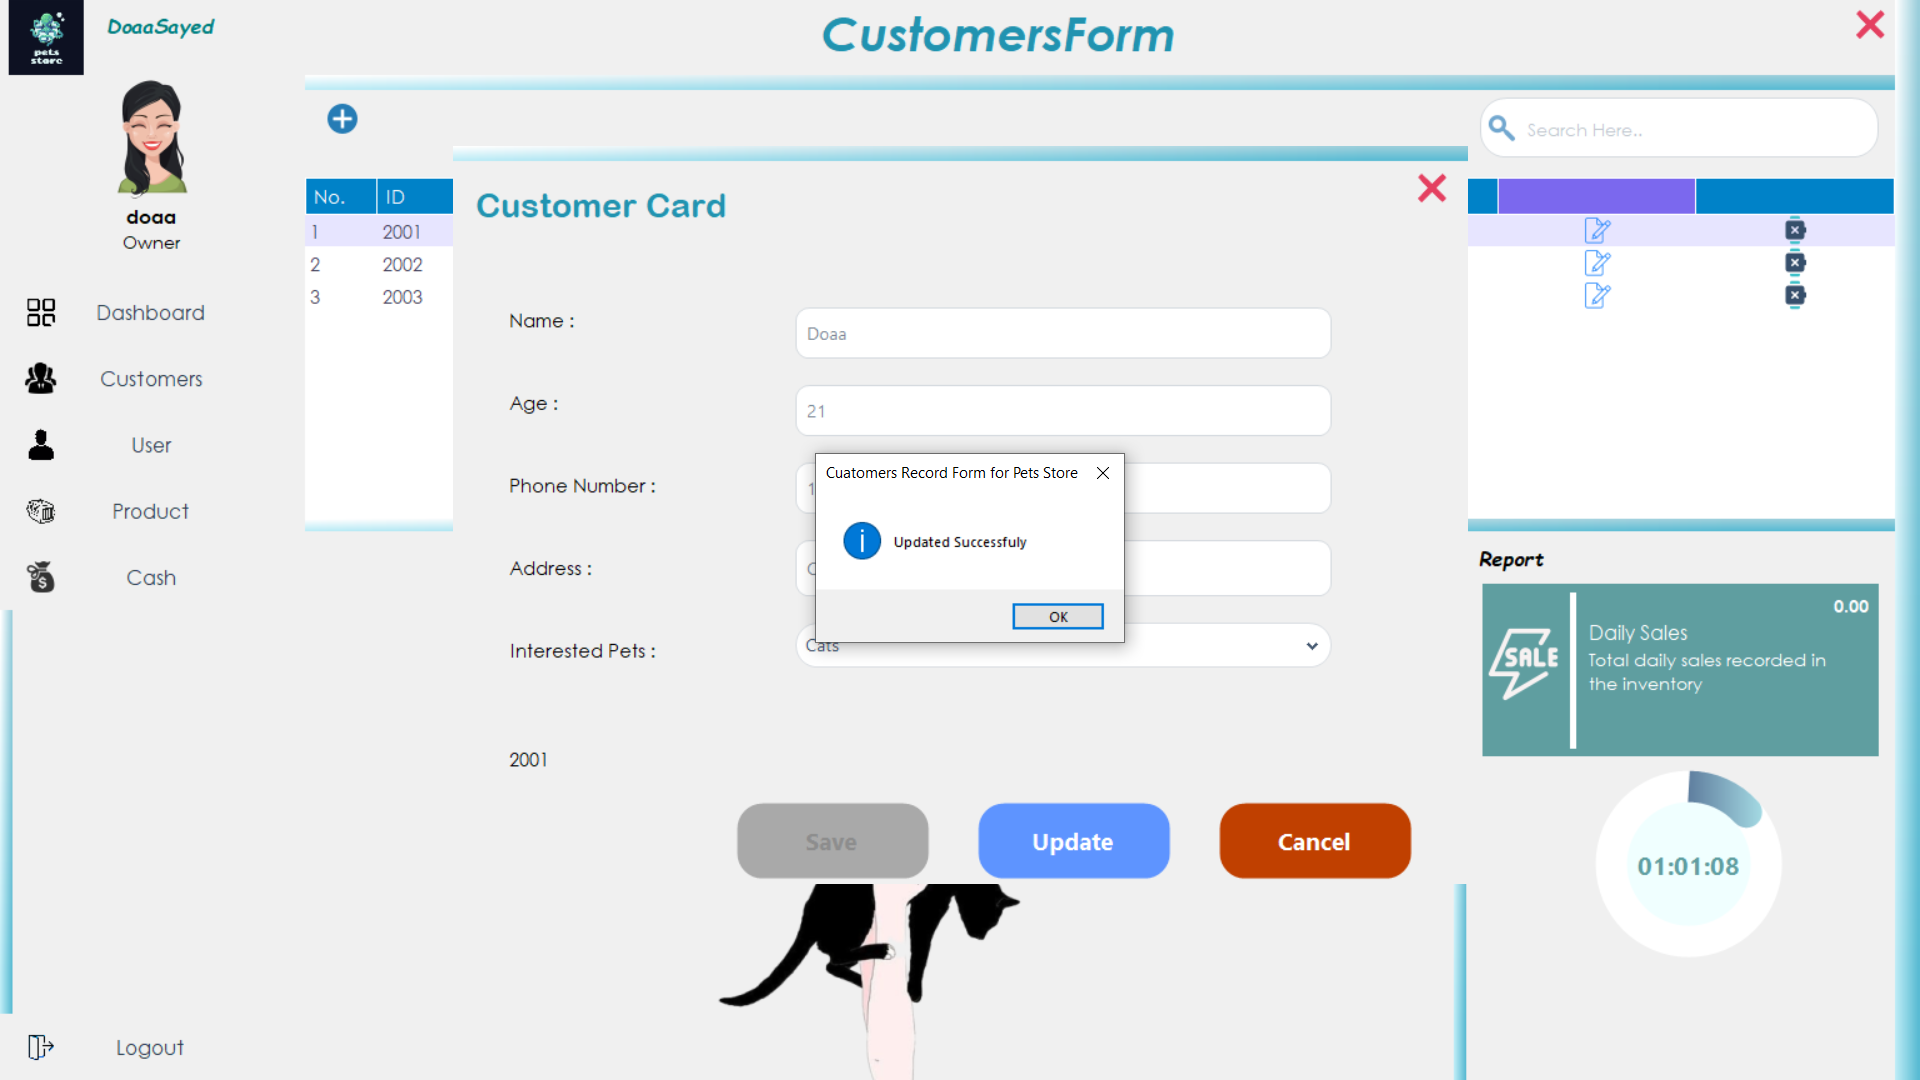 pets
store
DoaaSayed
CustomersForm
doaa
Owner
Dashboard
Customers
User
Product
Cash
Logout
Search Here..
No. ID
1 2001
2 2002
3 2003
Customer Card
Name :
Doaa
Age :
21
Phone Number :
Address :
Interested Pets :
Cats
2001
Cuatomers Record Form for Pets Store
Updated Successfuly
OK
Save
Update
Cancel
Report
0.00
SALE
Daily Sales
Total daily sales recorded in
the inventory
01:01:08